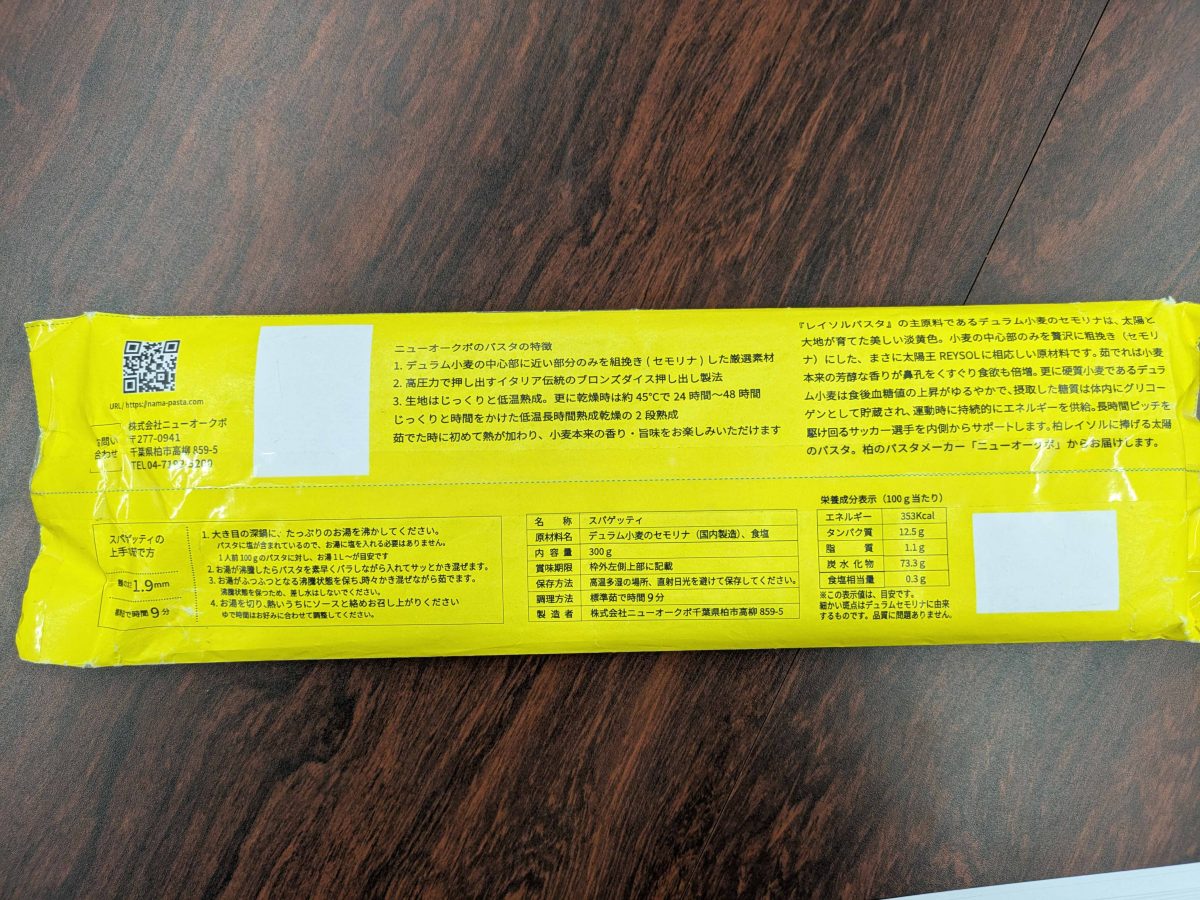 URL/ https://nama-pasta.com
お問い
合わせ
株式会社ニューオークボ
〒277-0941
千葉県柏市高柳 859-5
TEL 04-7192-5200
ニューオークボのパスタの特徴
1. デュラム小麦の中心部に近い部分のみを粗挽き ( セモリナ ) した厳選素材
2. 高圧力で押し出すイタリア伝統のブロンズダイス押し出し製法
3. 生地はじっくりと低温熟成。更に乾燥時は約 45℃で 24 時間〜48 時間
じっくりと時間をかけた低温長時間熟成乾燥の 2 段熟成
茹でた時に初めて熱が加わり、小麦本来の香り・旨味をお楽しみいただけます
『レイソルパスタ』の主原料であるデュラム小麦のセモリナは、太陽と
大地が育てた美しい淡黄色。小麦の中心部のみを贅沢に粗挽き（セモリ
ナ）にした、まさに太陽王 REYSOL に相応しい原材料です。茹でれば小麦
本来の芳醇な香りが鼻孔をくすぐり食欲も倍増。更に硬質小麦であるデュ
ラム小麦は食後血糖値の上昇がゆるやかで、摂取した糖質は体内にグリコー
ゲンとして貯蔵され、運動時に持続的にエネルギーを供給。長時間ピッチを
駆け回るサッカー選手を内側からサポートします。柏レイソルに捧げる太陽
のパスタ。柏のパスタメーカー「ニューオークボ」からお届けします。
スパゲッティの
上手な茹で方
1.9mm
茹で時間 9 分
1. 大き目の深鍋に、たっぷりのお湯を沸かしてください。
パスタに塩が含まれているので、お湯に塩を入れる必要はありません。
1 人前 100 g のパスタに対し、お湯 1 L〜が目安です
2. お湯が沸騰したらパスタを素早くバラしながら入れてサッとかき混ぜます。
3. お湯がふつふつとなる沸騰状態を保ち、時々かき混ぜながら茹でます。
沸騰状態を保つため、差し水はしないでください。
4. お湯を切り、熱いうちにソースと絡めお召し上がりください
ゆで時間はお好みに合わせて調整してください。
名 称 スパゲッティ
原材料名 デュラム小麦のセモリナ（国内製造）、食塩
内 容 量 300 g
賞味期限 枠外左側上部に記載
保存方法 高温多湿の場所、直射日光を避けて保存してください。
調理方法 標準茹で時間 9 分
製 造 者 株式会社ニューオークボ千葉県柏市高柳 859-5
栄養成分表示（100 g 当たり）
エネルギー 353Kcal
タンパク質 12.5 g
脂 質 1.1 g
炭 水 化 物 73.3 g
食塩相当量 0.3 g
※この表示値は、目安です。
細かい斑点はデュラムセモリナに由来
するものです。品質に問題ありません。